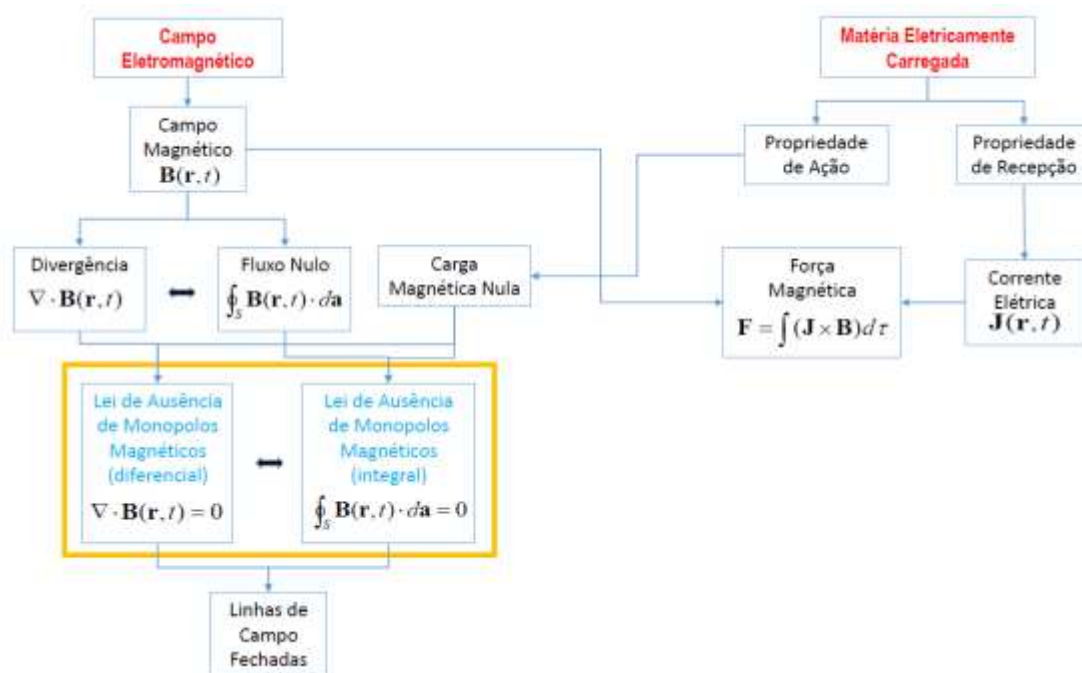 Campo
Eletromagnético
Matéria Eletricamente
Carregada
Campo
Magnético
B(r,t)
Propriedade
de Ação
Propriedade
de Recepção
Divergência
∇·B(r,t)
Fluxo Nulo
∮_S B(r,t)·da
Carga
Magnética Nula
Força
Magnética
F = ∫(J×B)dτ
Corrente
Elétrica
J(r,t)
Lei de Ausência
de Monopolos
Magnéticos
(diferencial)
∇·B(r,t) = 0
Lei de Ausência
de Monopolos
Magnéticos
(integral)
∮_S B(r,t)·da = 0
Linhas de
Campo
Fechadas